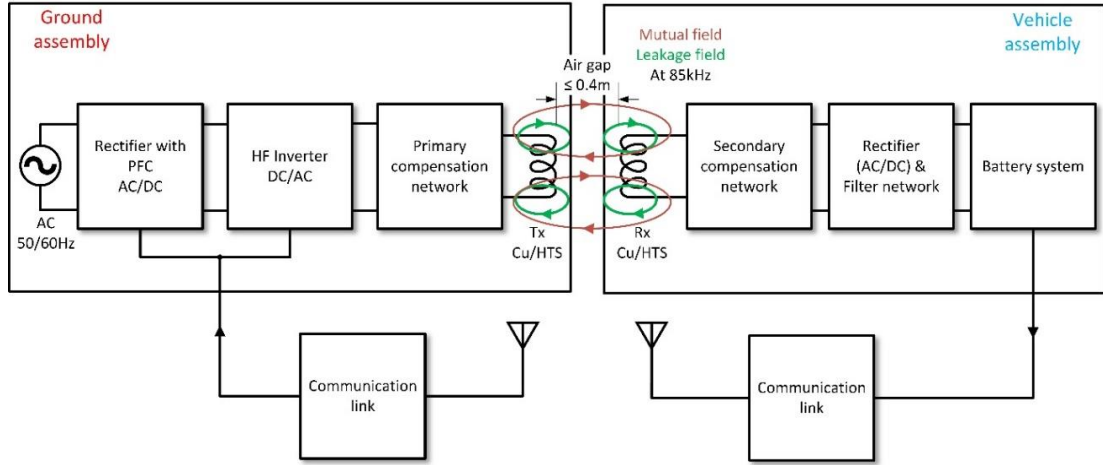 Ground
assembly
Vehicle
assembly
Mutual field
Leakage field
At 85kHz
Air gap
≤ 0.4m
Rectifier with
PFC
AC/DC
HF Inverter
DC/AC
Primary
compensation
network
Secondary
compensation
network
Rectifier
(AC/DC) &
Filter network
Battery system
AC
50/60Hz
Tx
Cu/HTS
Rx
Cu/HTS
Communication
link
Communication
link